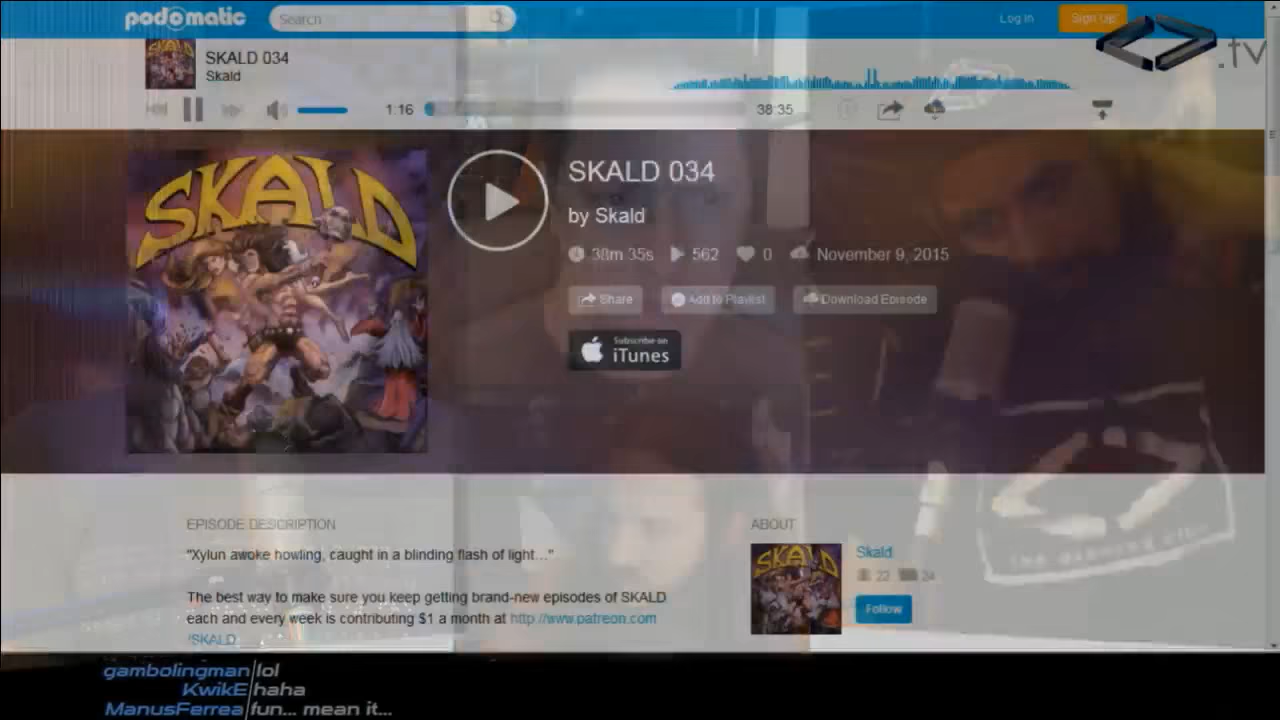 podomatic
Search
Log in
Sign Up
.tv
SKALD
SKALD 034
Skald
1:16
38:35
SKALD
SKALD 034
by Skald
38m 35s 562 0 November 9, 2015
Share
Add to Playlist
Download Episode
Subscribe on
iTunes
EPISODE DESCRIPTION
"Xylun awoke howling, caught in a blinding flash of light..."
The best way to make sure you keep getting brand-new episodes of SKALD
each and every week is contributing $1 a month at http://www.patreon.com
/SKALD
ABOUT
SKALD
Skald
22 24
Follow
gambolingman|lol
KwikE|haha
ManusFerrea|fun... mean it...